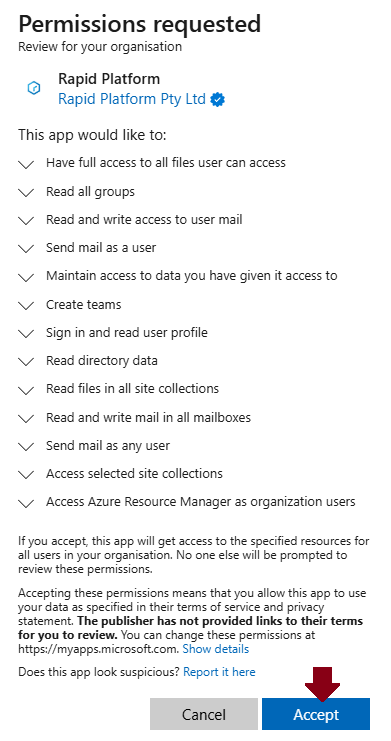 Permissions requested
Review for your organisation
Rapid Platform
Rapid Platform Pty Ltd
This app would like to:
Have full access to all files user can access
Read all groups
Read and write access to user mail
Send mail as a user
Maintain access to data you have given it access to
Create teams
Sign in and read user profile
Read directory data
Read files in all site collections
Read and write mail in all mailboxes
Send mail as any user
Access selected site collections
Access Azure Resource Manager as organization users
If you accept, this app will get access to the specified resources for
all users in your organisation. No one else will be prompted to
review these permissions.
Accepting these permissions means that you allow this app to use
your data as specified in their terms of service and privacy
statement. The publisher has not provided links to their terms
for you to review. You can change these permissions at
https://myapps.microsoft.com. Show details
Does this app look suspicious? Report it here
Cancel
Accept